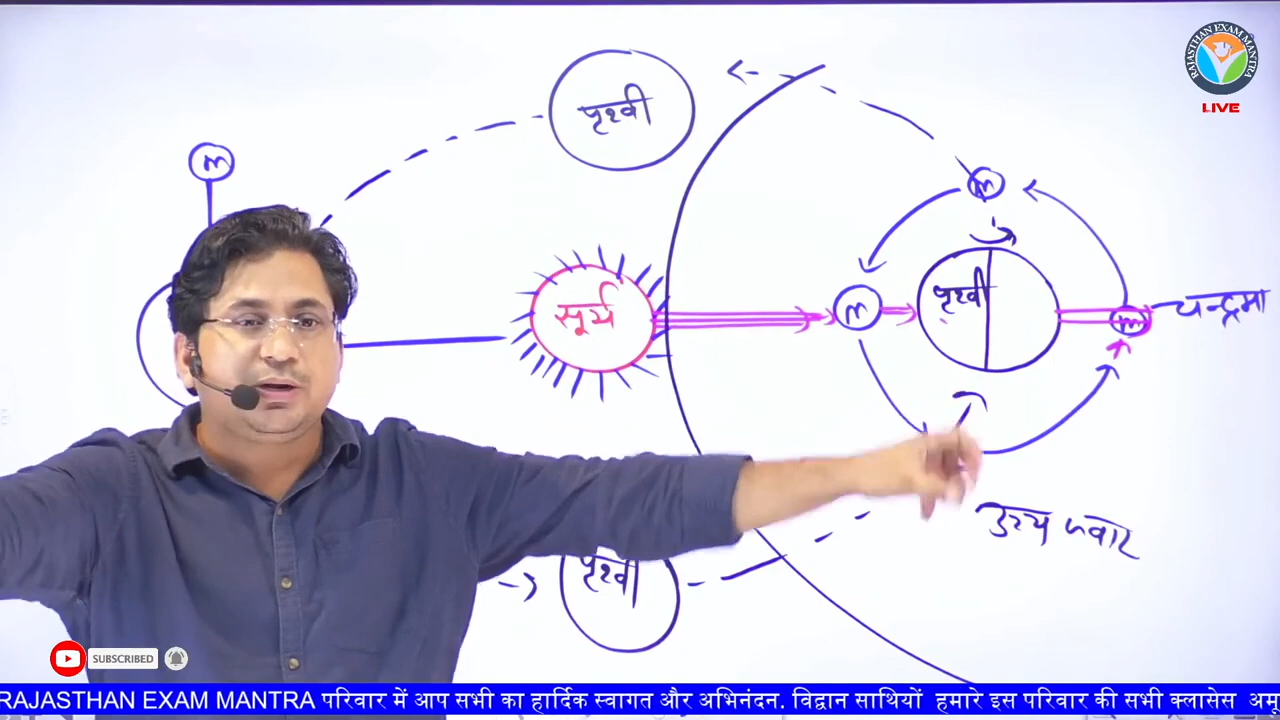 RAJASTHAN EXAM MANTRA
LIVE
पृथ्वी
m
m
सूर्य
m
पृथ्वी
m
चन्द्रमा
उच्च ज्वार
पृथ्वी
SUBSCRIBED
RAJASTHAN EXAM MANTRA परिवार में आप सभी का हार्दिक स्वागत और अभिनंदन. विद्वान साथियों हमारे इस परिवार की सभी क्लासेस